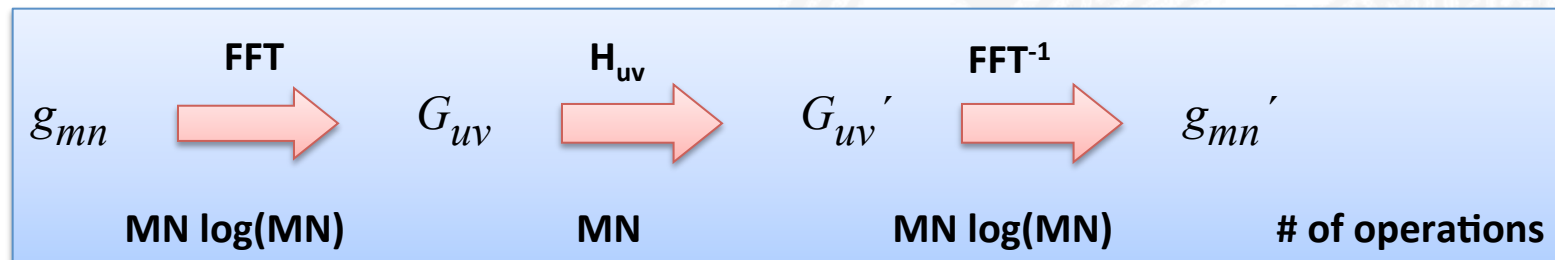 FFT H_uv FFT^-1
g_mn G_uv G_uv´ g_mn´
MN log(MN) MN MN log(MN) # of operations